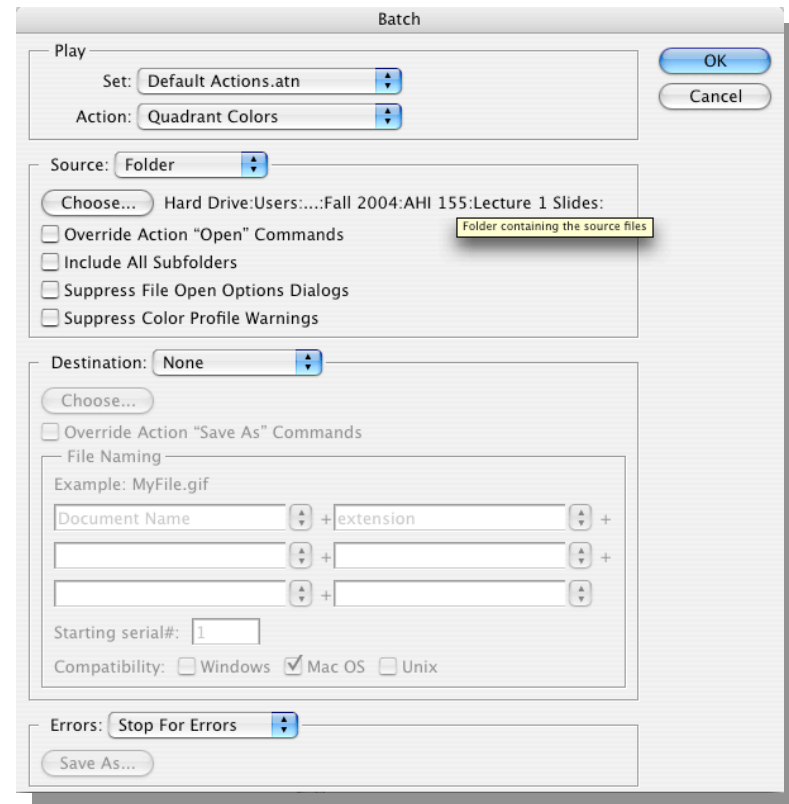 Batch
Play
Set: Default Actions.atn
Action: Quadrant Colors
OK
Cancel
Source: Folder
Choose... Hard Drive:Users:...:Fall 2004:AHI 155:Lecture 1 Slides:
Folder containing the source files
Override Action “Open” Commands
Include All Subfolders
Suppress File Open Options Dialogs
Suppress Color Profile Warnings
Destination: None
Choose...
Override Action “Save As” Commands
File Naming
Example: MyFile.gif
Document Name + extension +
+ +
+
Starting serial#: 1
Compatibility: Windows Mac OS Unix
Errors: Stop For Errors
Save As...